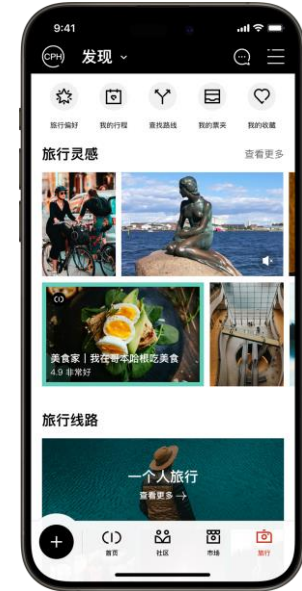 9:41
CPH 发现
旅行偏好 我的行程 查找路线 我的票夹 我的收藏
旅行灵感 查看更多
美食家｜我在哥本哈根吃美食
4.9 非常好
旅行线路
一个人旅行
查看更多→
首页 社区 市场 旅行